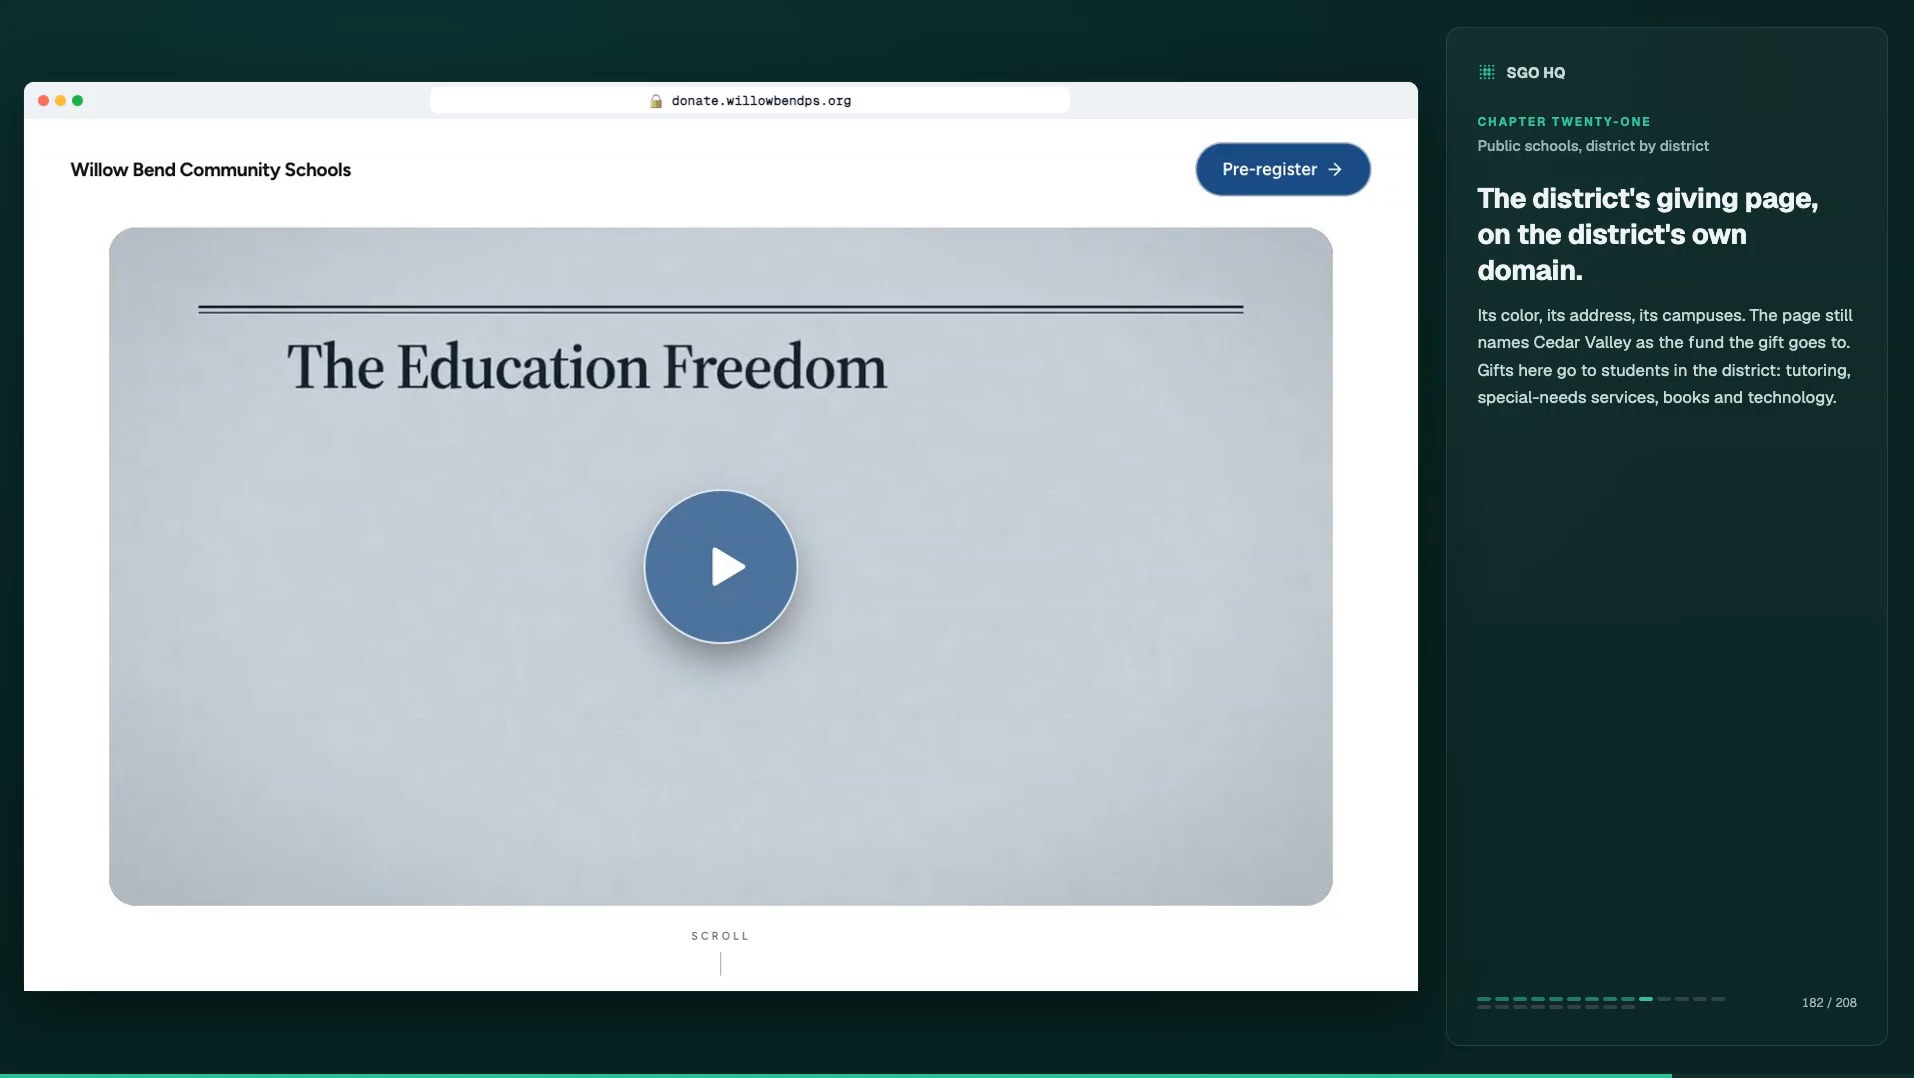 donate.willowbendps.org
Willow Bend Community Schools
Pre-register
The Education Freedom
SCROLL
SGO HQ
CHAPTER TWENTY-ONE
Public schools, district by district
The district's giving page,
on the district's own
domain.
Its color, its address, its campuses. The page still
names Cedar Valley as the fund the gift goes to.
Gifts here go to students in the district: tutoring,
special-needs services, books and technology.
182 / 208